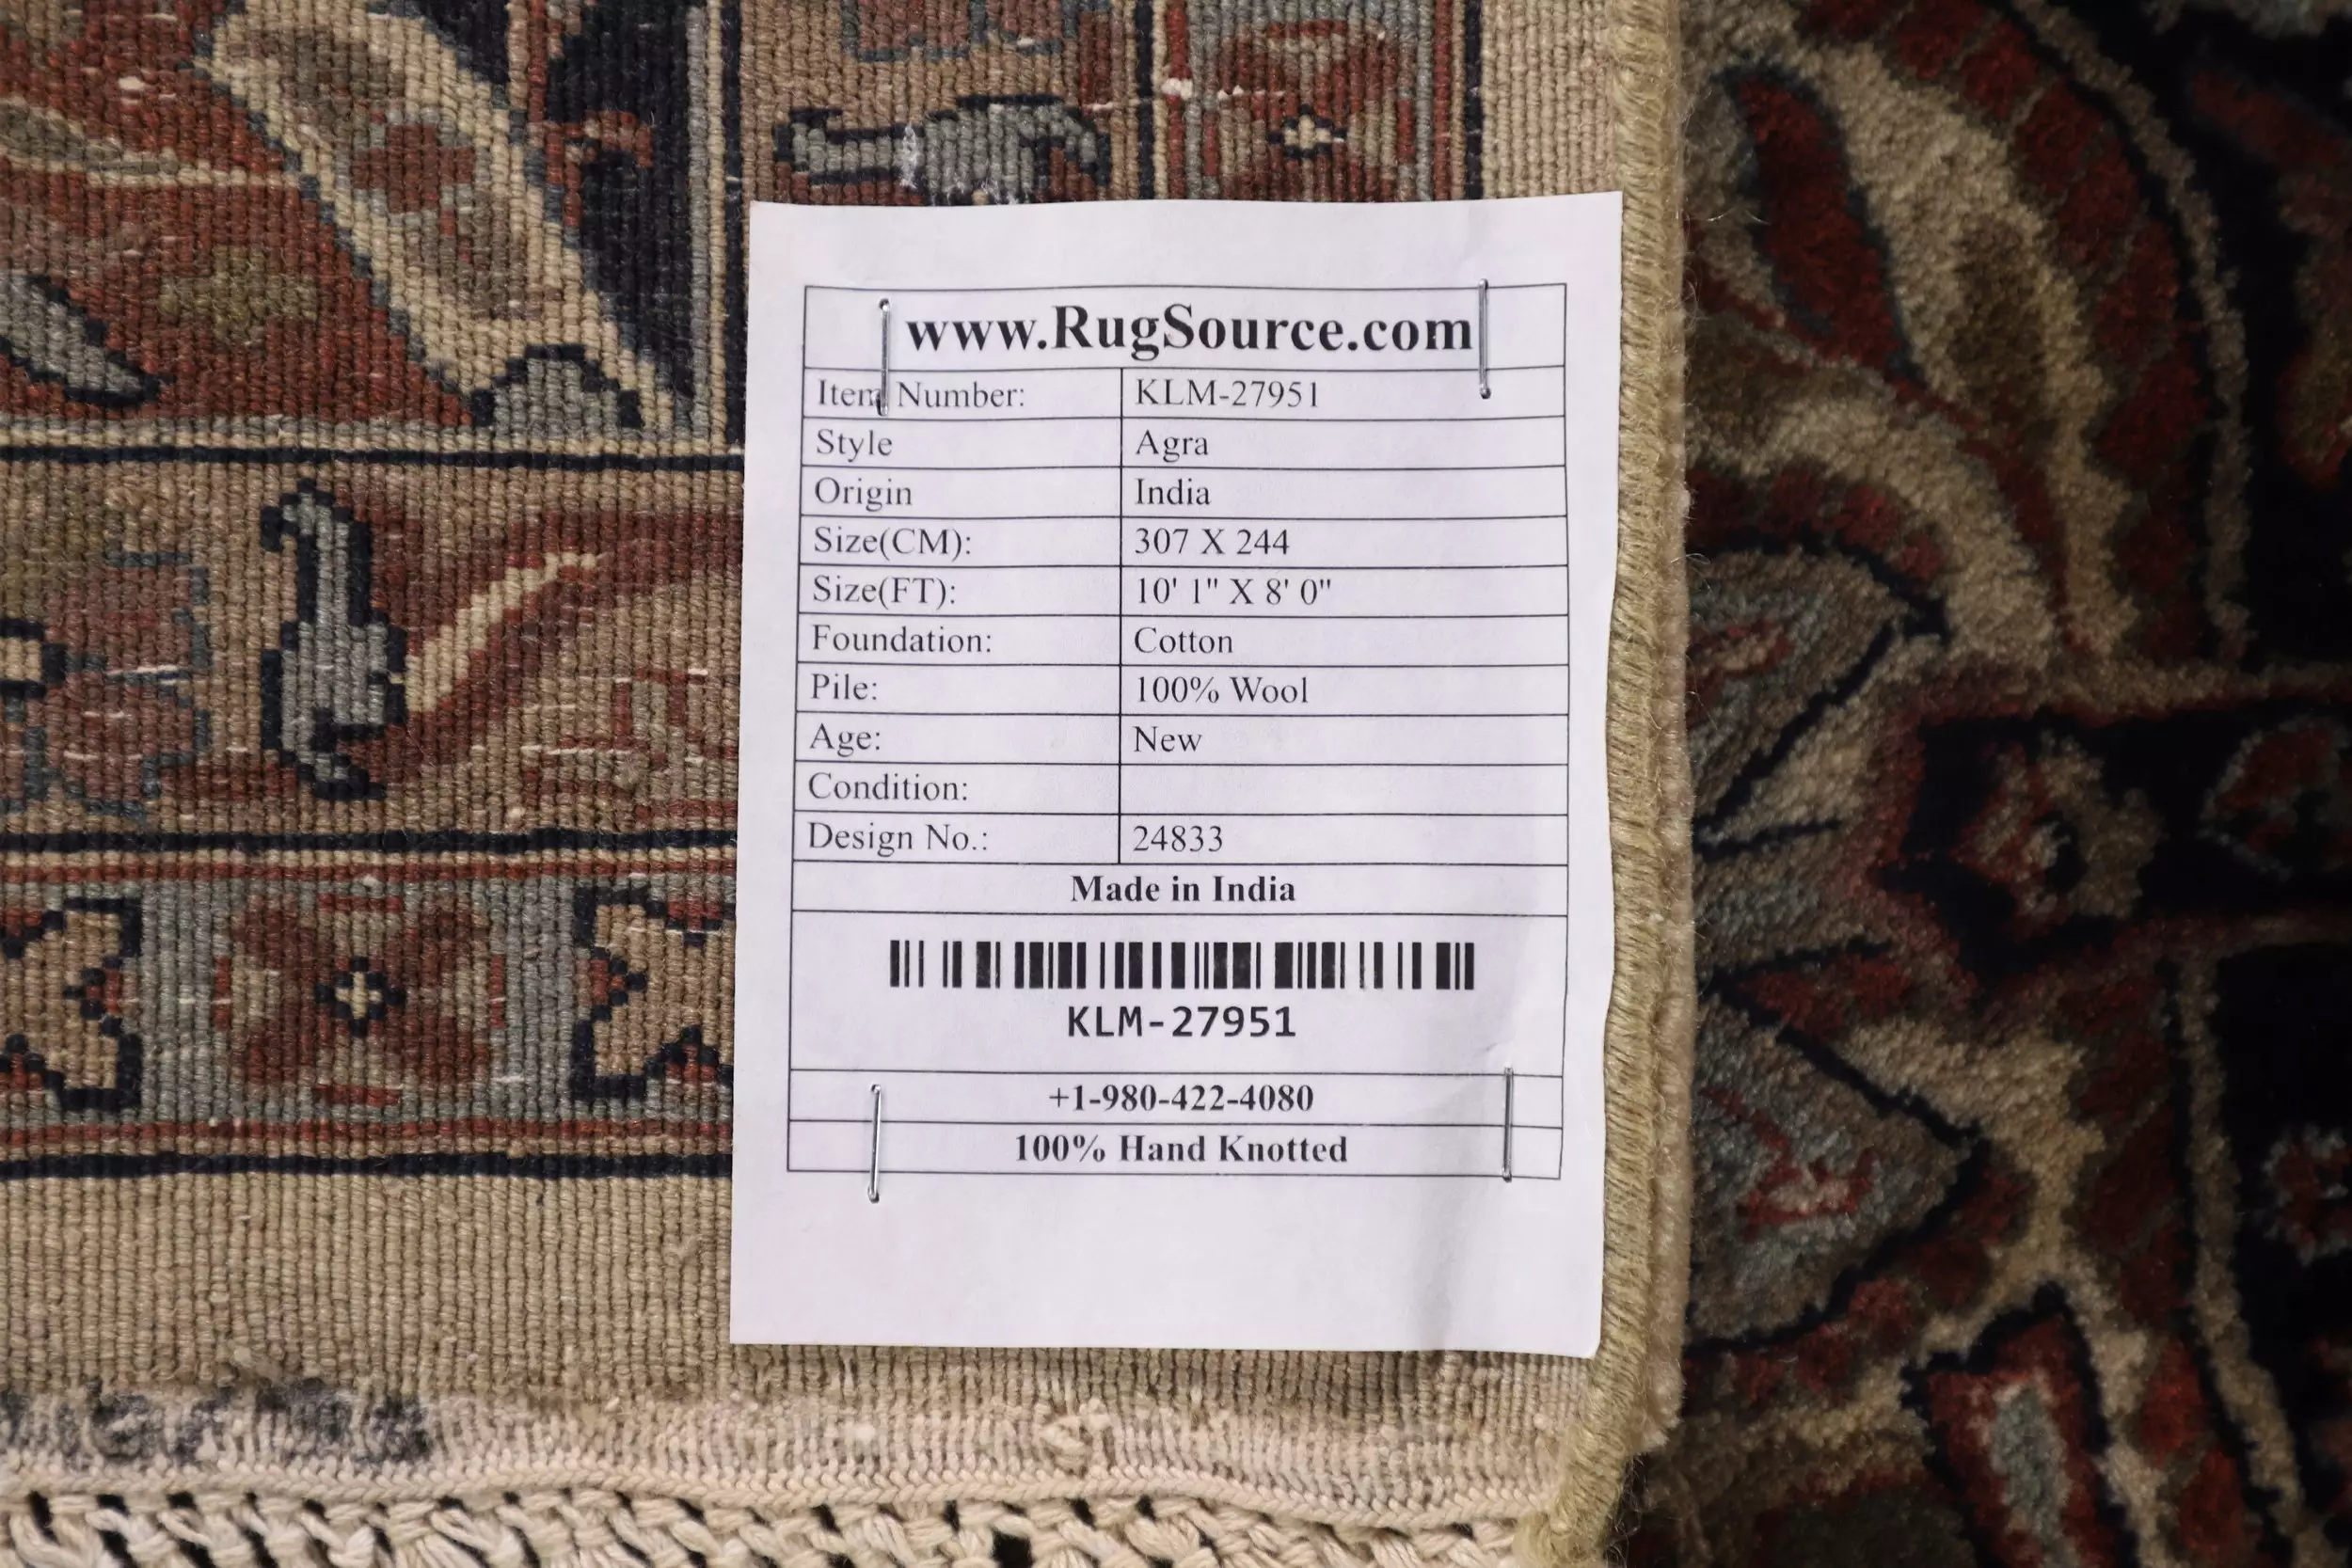 www.RugSource.com
Item Number: KLM-27951
Style Agra
Origin India
Size(CM): 307 X 244
Size(FT): 10' 1" X 8' 0"
Foundation: Cotton
Pile: 100% Wool
Age: New
Condition:
Design No.: 24833
Made in India
KLM-27951
+1-980-422-4080
100% Hand Knotted